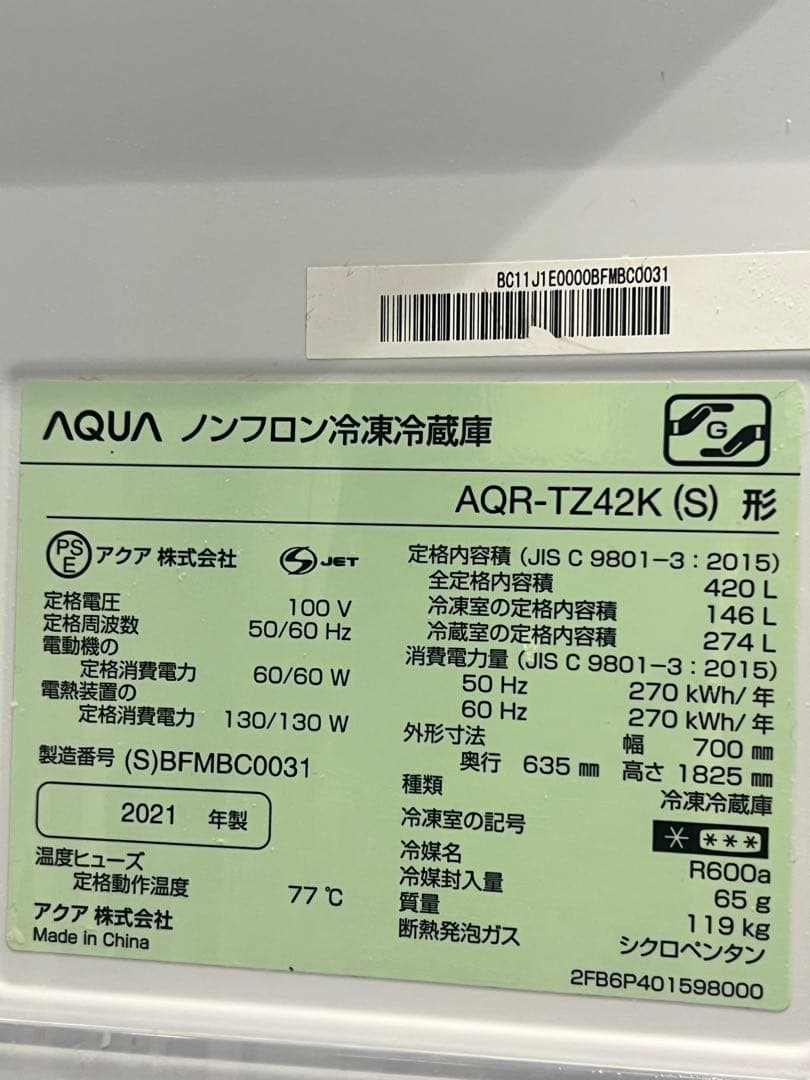 BC11J1E0000BFMBC0031
AQUA ノンフロン冷凍冷蔵庫
G
AQR-TZ42K (S) 形
PSE アクア 株式会社 S JET
定格電圧 100 V
定格周波数 50/60 Hz
電動機の
定格消費電力 60/60 W
電熱装置の
定格消費電力 130/130 W
製造番号 (S)BFMBC0031
2021 年製
温度ヒューズ
定格動作温度 77 ℃
アクア 株式会社
Made in China
定格内容積 (JIS C 9801-3 : 2015)
全定格内容積 420 L
冷凍室の定格内容積 146 L
冷蔵室の定格内容積 274 L
消費電力量 (JIS C 9801-3 : 2015)
50 Hz 270 kWh/年
60 Hz 270 kWh/年
外形寸法 幅 700 mm
奥行 635 mm 高さ 1825 mm
種類 冷凍冷蔵庫
冷凍室の記号 * ***
冷媒名 R600a
冷媒封入量 65 g
質量 119 kg
断熱発泡ガス シクロペンタン
2FB6P401598000